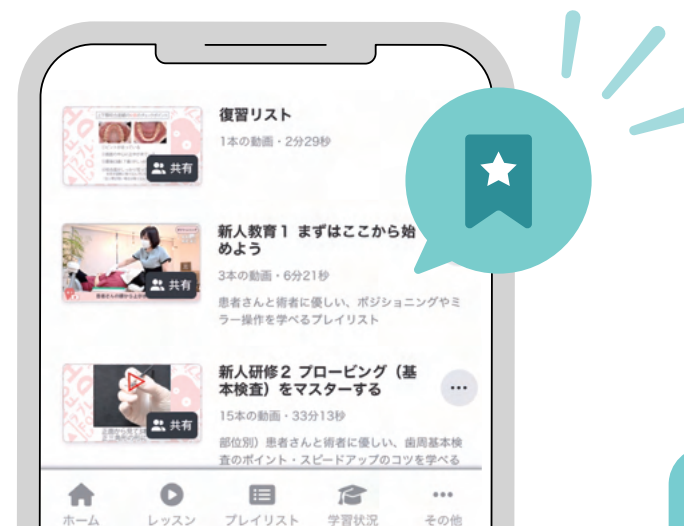 復習リスト
1本の動画・2分29秒
共有
新人教育1 まずはここから始
めよう
3本の動画・6分21秒
共有
患者さんと術者に優しい、ポジショニングやミ
ラー操作を学べるプレイリスト
新人研修2 プロービング（基
本検査）をマスターする
15本の動画・33分13秒
共有
部位別）患者さんと術者に優しい、歯周基本検
査のポイント・スピードアップのコツを学べる
ホーム
レッスン
プレイリスト
学習状況
その他